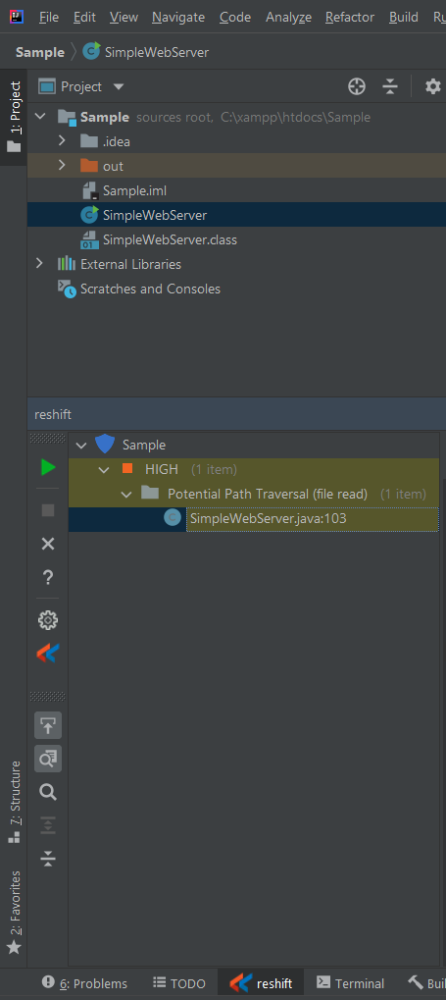 File Edit View Navigate Code Analyze Refactor Build Ru
Sample SimpleWebServer
1: Project
Project
Sample sources root, C:\xampp\htdocs\Sample
.idea
out
Sample.iml
SimpleWebServer
SimpleWebServer.class
External Libraries
Scratches and Consoles
reshift
Sample
HIGH (1 item)
Potential Path Traversal (file read) (1 item)
SimpleWebServer.java:103
7: Structure
2: Favorites
6: Problems TODO reshift Terminal Bui